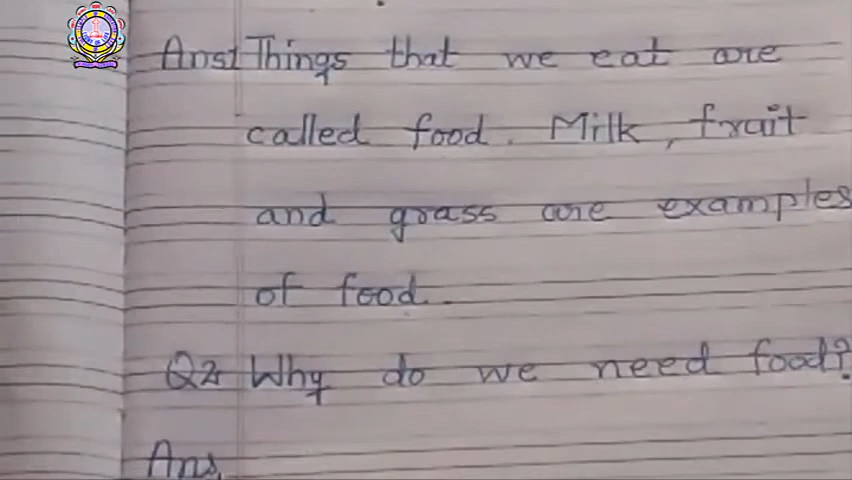 Ans1 Things that we eat are
called food. Milk, fruit
and grass are examples
of food.
Q2 Why do we need food?
Ans.